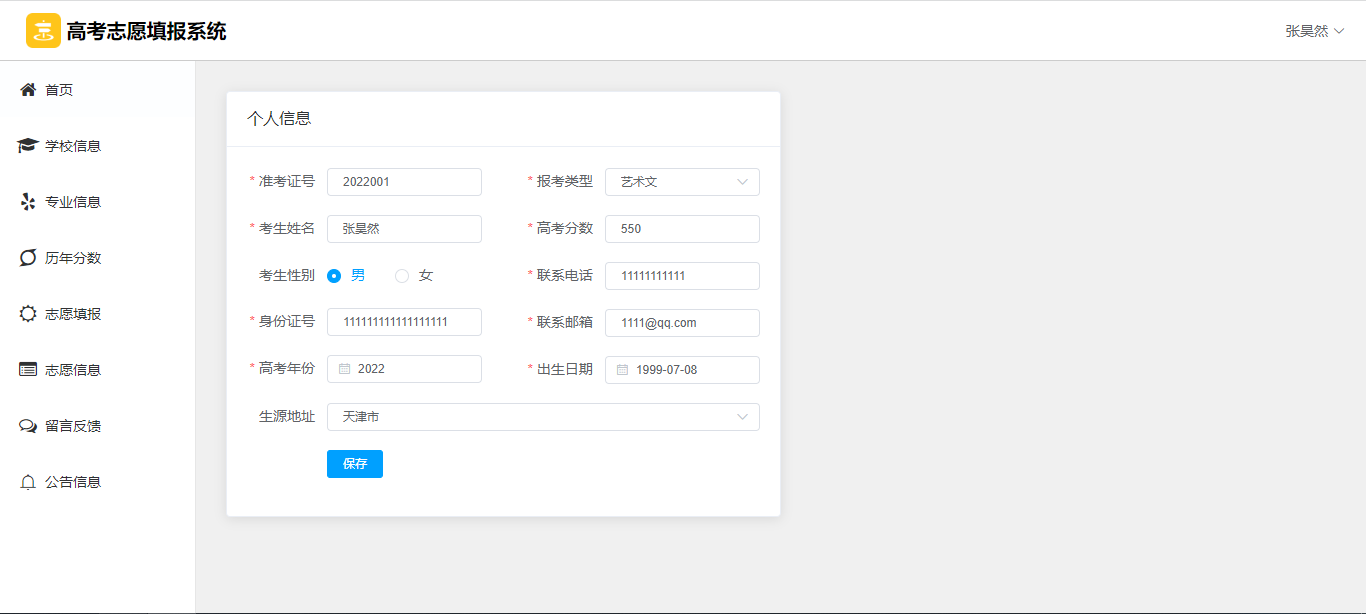 高考志愿填报系统
张昊然
首页
学校信息
专业信息
历年分数
志愿填报
志愿信息
留言反馈
公告信息
个人信息
* 准考证号 2022001 * 报考类型 艺术文
* 考生姓名 张昊然 * 高考分数 550
考生性别 男 女 * 联系电话 11111111111
* 身份证号 111111111111111111 * 联系邮箱 1111@qq.com
* 高考年份 2022 * 出生日期 1999-07-08
生源地址 天津市
保存